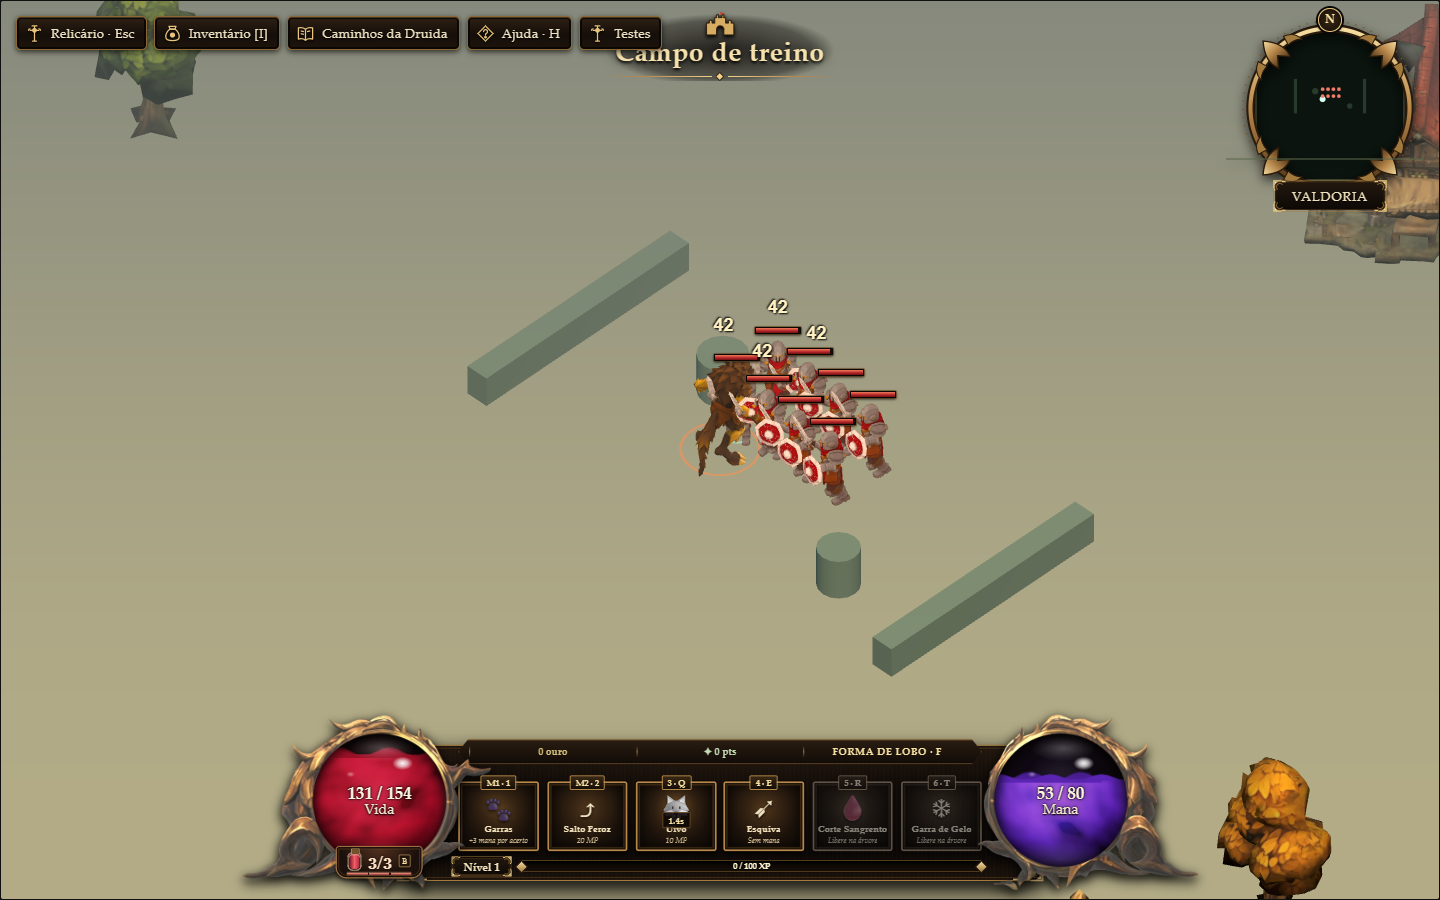 Relicário · Esc
Inventário [I]
Caminhos da Druida
Ajuda · H
Testes
Campo de treino
N
VALDORIA
42
42
42
42
0 ouro
0 pts
FORMA DE LOBO · F
131 / 154
Vida
3/3
B
M1 · 1
Garras
+3 mana por acerto
M2 · 2
Salto Feroz
20 MP
3 · Q
1.4s
Uivo
10 MP
4 · E
Esquiva
Sem mana
5 · R
Corte Sangrento
Libere na árvore
6 · T
Garra de Gelo
Libere na árvore
53 / 80
Mana
Nível 1
0 / 100 XP